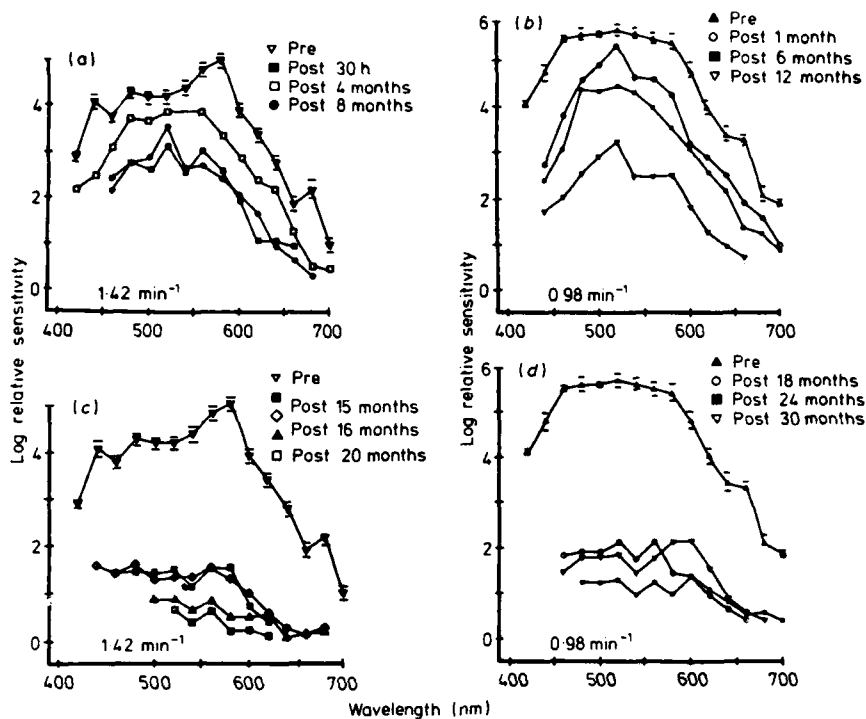 (a)
Pre
Post 30 h
Post 4 months
Post 8 months
4
2
0
1·42 min⁻¹
400 500 600 700
Log relative sensitivity
(b)
Pre
Post 1 month
Post 6 months
Post 12 months
6
4
2
0
0·98 min⁻¹
400 500 600 700
Log relative sensitivity
(c)
Pre
Post 15 months
Post 16 months
Post 20 months
4
2
0
1·42 min⁻¹
400 500 600 700
(d)
Pre
Post 18 months
Post 24 months
Post 30 months
6
4
2
0
0·98 min⁻¹
400 500 600 700
Wavelength (nm)